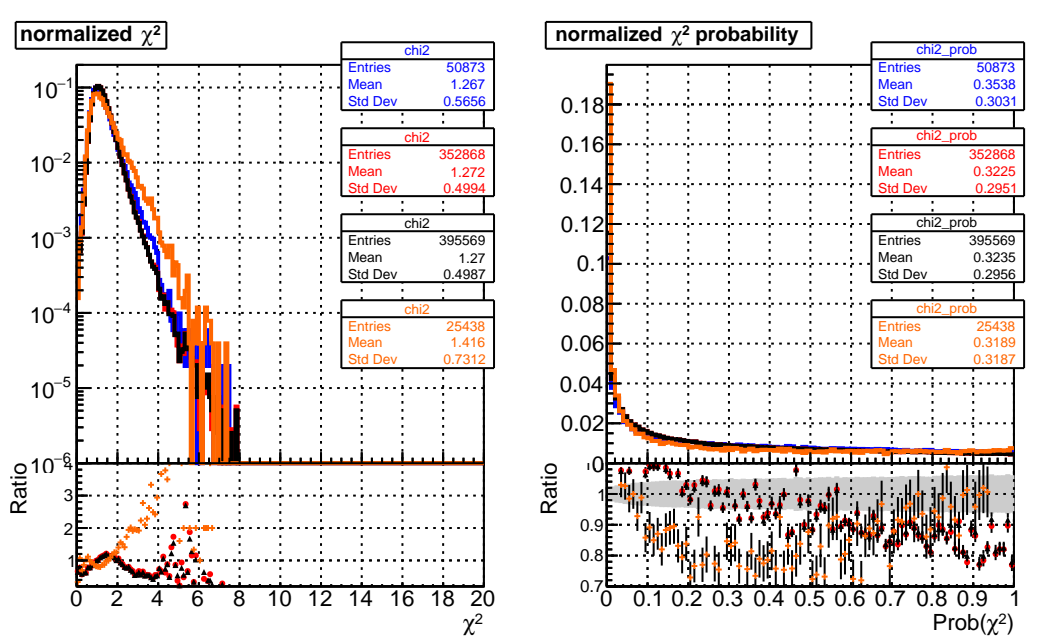 normalized χ²
chi2
Entries 50873
Mean 1.267
Std Dev 0.5656
chi2
Entries 352868
Mean 1.272
Std Dev 0.4994
chi2
Entries 395569
Mean 1.27
Std Dev 0.4987
chi2
Entries 25438
Mean 1.416
Std Dev 0.7312
10⁻¹
10⁻²
10⁻³
10⁻⁴
10⁻⁵
10⁻⁶
Ratio
4
3
2
1
0 2 4 6 8 10 12 14 16 18 20
χ²
normalized χ² probability
chi2_prob
Entries 50873
Mean 0.3538
Std Dev 0.3031
chi2_prob
Entries 352868
Mean 0.3225
Std Dev 0.2951
chi2_prob
Entries 395569
Mean 0.3235
Std Dev 0.2956
chi2_prob
Entries 25438
Mean 0.3189
Std Dev 0.3187
0.18
0.16
0.14
0.12
0.1
0.08
0.06
0.04
0.02
Ratio
1
0.9
0.8
0.7
0 0.1 0.2 0.3 0.4 0.5 0.6 0.7 0.8 0.9 1
Prob(χ²)